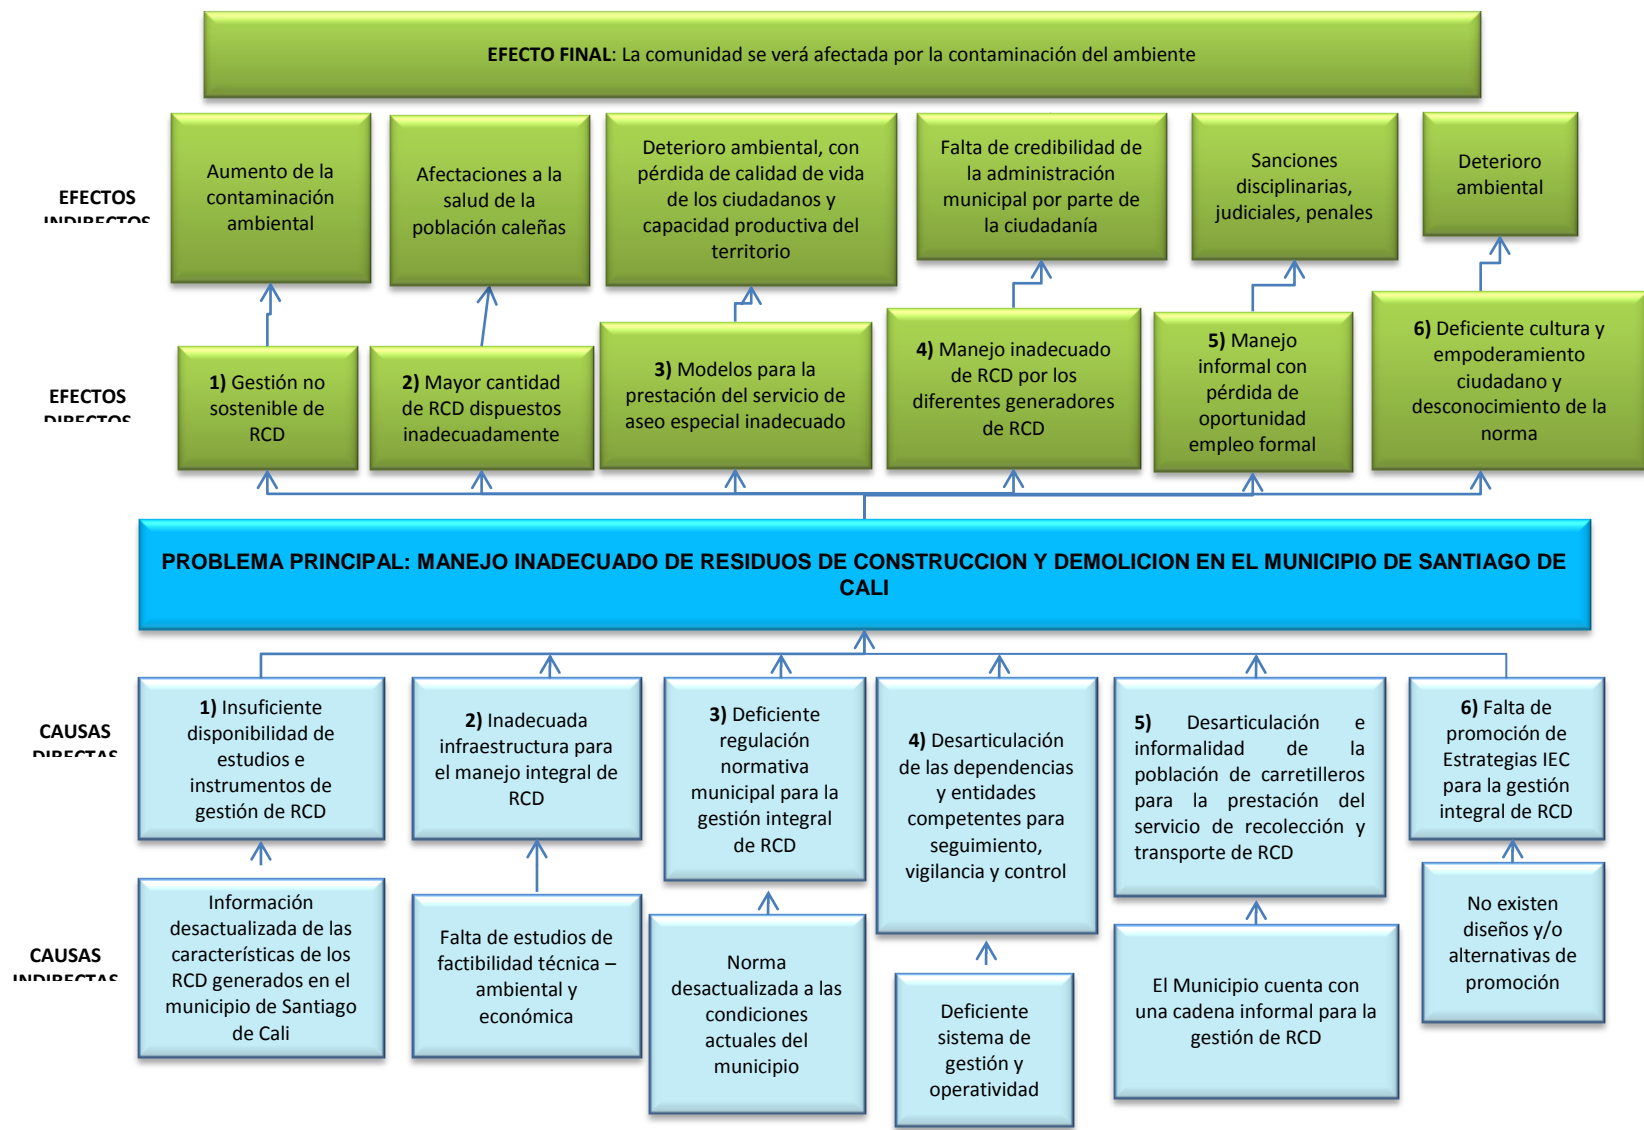 EFECTO FINAL: La comunidad se verá afectada por la contaminación del ambiente
EFECTOS
INDIRECTOS
Aumento de la
contaminación
ambiental
Afectaciones a la
salud de la
población caleñas
Deterioro ambiental, con
pérdida de calidad de vida
de los ciudadanos y
capacidad productiva del
territorio
Falta de credibilidad de
la administración
municipal por parte de
la ciudadanía
Sanciones
disciplinarias,
judiciales, penales
Deterioro
ambiental
EFECTOS
DIRECTOS
1) Gestión no
sostenible de
RCD
2) Mayor cantidad
de RCD dispuestos
inadecuadamente
3) Modelos para la
prestación del servicio de
aseo especial inadecuado
4) Manejo inadecuado
de RCD por los
diferentes generadores
de RCD
5) Manejo
informal con
pérdida de
oportunidad
empleo formal
6) Deficiente cultura y
empoderamiento
ciudadano y
desconocimiento de la
norma
PROBLEMA PRINCIPAL: MANEJO INADECUADO DE RESIDUOS DE CONSTRUCCION Y DEMOLICION EN EL MUNICIPIO DE SANTIAGO DE
CALI
CAUSAS
DIRECTAS
1) Insuficiente
disponibilidad de
estudios e
instrumentos de
gestión de RCD
2) Inadecuada
infraestructura para
el manejo integral de
RCD
3) Deficiente
regulación
normativa
municipal para la
gestión integral
de RCD
4) Desarticulación
de las dependencias
y entidades
competentes para
seguimiento,
vigilancia y control
5) Desarticulación e
informalidad de la
población de carretilleros
para la prestación del
servicio de recolección y
transporte de RCD
6) Falta de
promoción de
Estrategias IEC
para la gestión
integral de RCD
CAUSAS
INDIRECTAS
Información
desactualizada de las
características de los
RCD generados en el
municipio de Santiago
de Cali
Falta de estudios de
factibilidad técnica –
ambiental y
económica
Norma
desactualizada a las
condiciones
actuales del
municipio
Deficiente
sistema de
gestión y
operatividad
El Municipio cuenta con
una cadena informal para la
gestión de RCD
No existen
diseños y/o
alternativas de
promoción